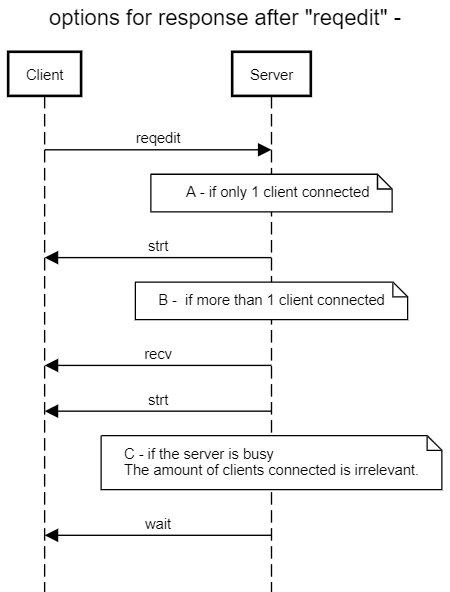 options for response after "reqedit" -
Client
Server
reqedit
A - if only 1 client connected
strt
B -  if more than 1 client connected
recv
strt
C - if the server is busy
The amount of clients connected is irrelevant.
wait